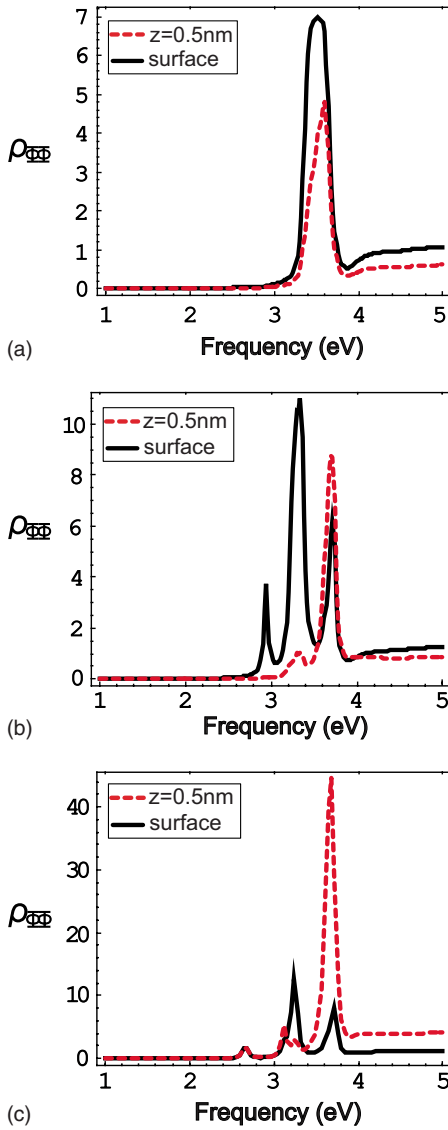 7
6
5
4
3
2
1
0
z=0.5nm
surface
ρΦΦ
1 2 3 4 5
Frequency (eV)
(a)
10
8
6
4
2
0
z=0.5nm
surface
ρΦΦ
1 2 3 4 5
Frequency (eV)
(b)
40
30
20
10
0
z=0.5nm
surface
ρΦΦ
1 2 3 4 5
Frequency (eV)
(c)